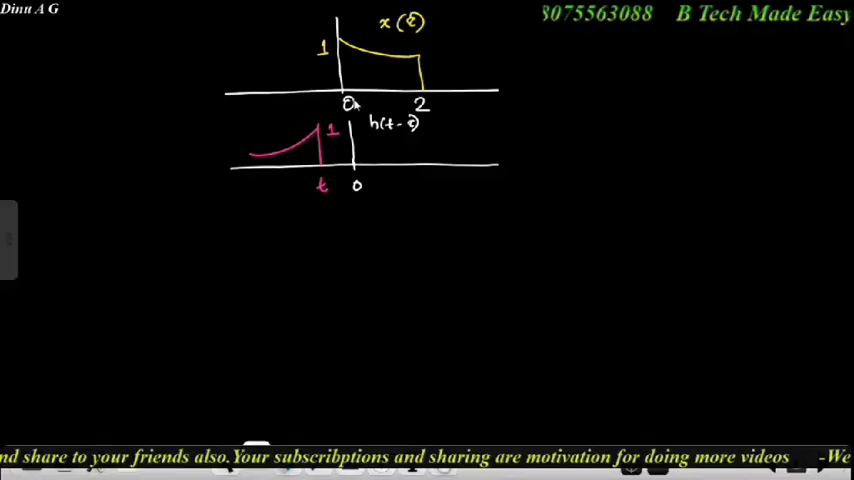 Dinu A G
8075563088 B Tech Made Easy
x(τ)
1
0 2
h(t-τ)
1
t 0
nd share to your friends also.Your subscribptions and sharing are motivation for doing more videos -We